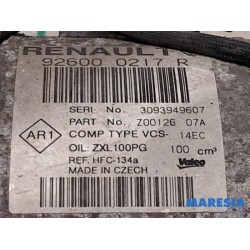 RENAULT
92600 0217 R
SERI No. 3D93949607
PART No. Z00126 07A
AR1
COMP TYPE VCS-14EC
OIL: ZXL100PG 100 cm³
REF. HFC-134a
MADE IN CZECH
Valeo
MARESIA